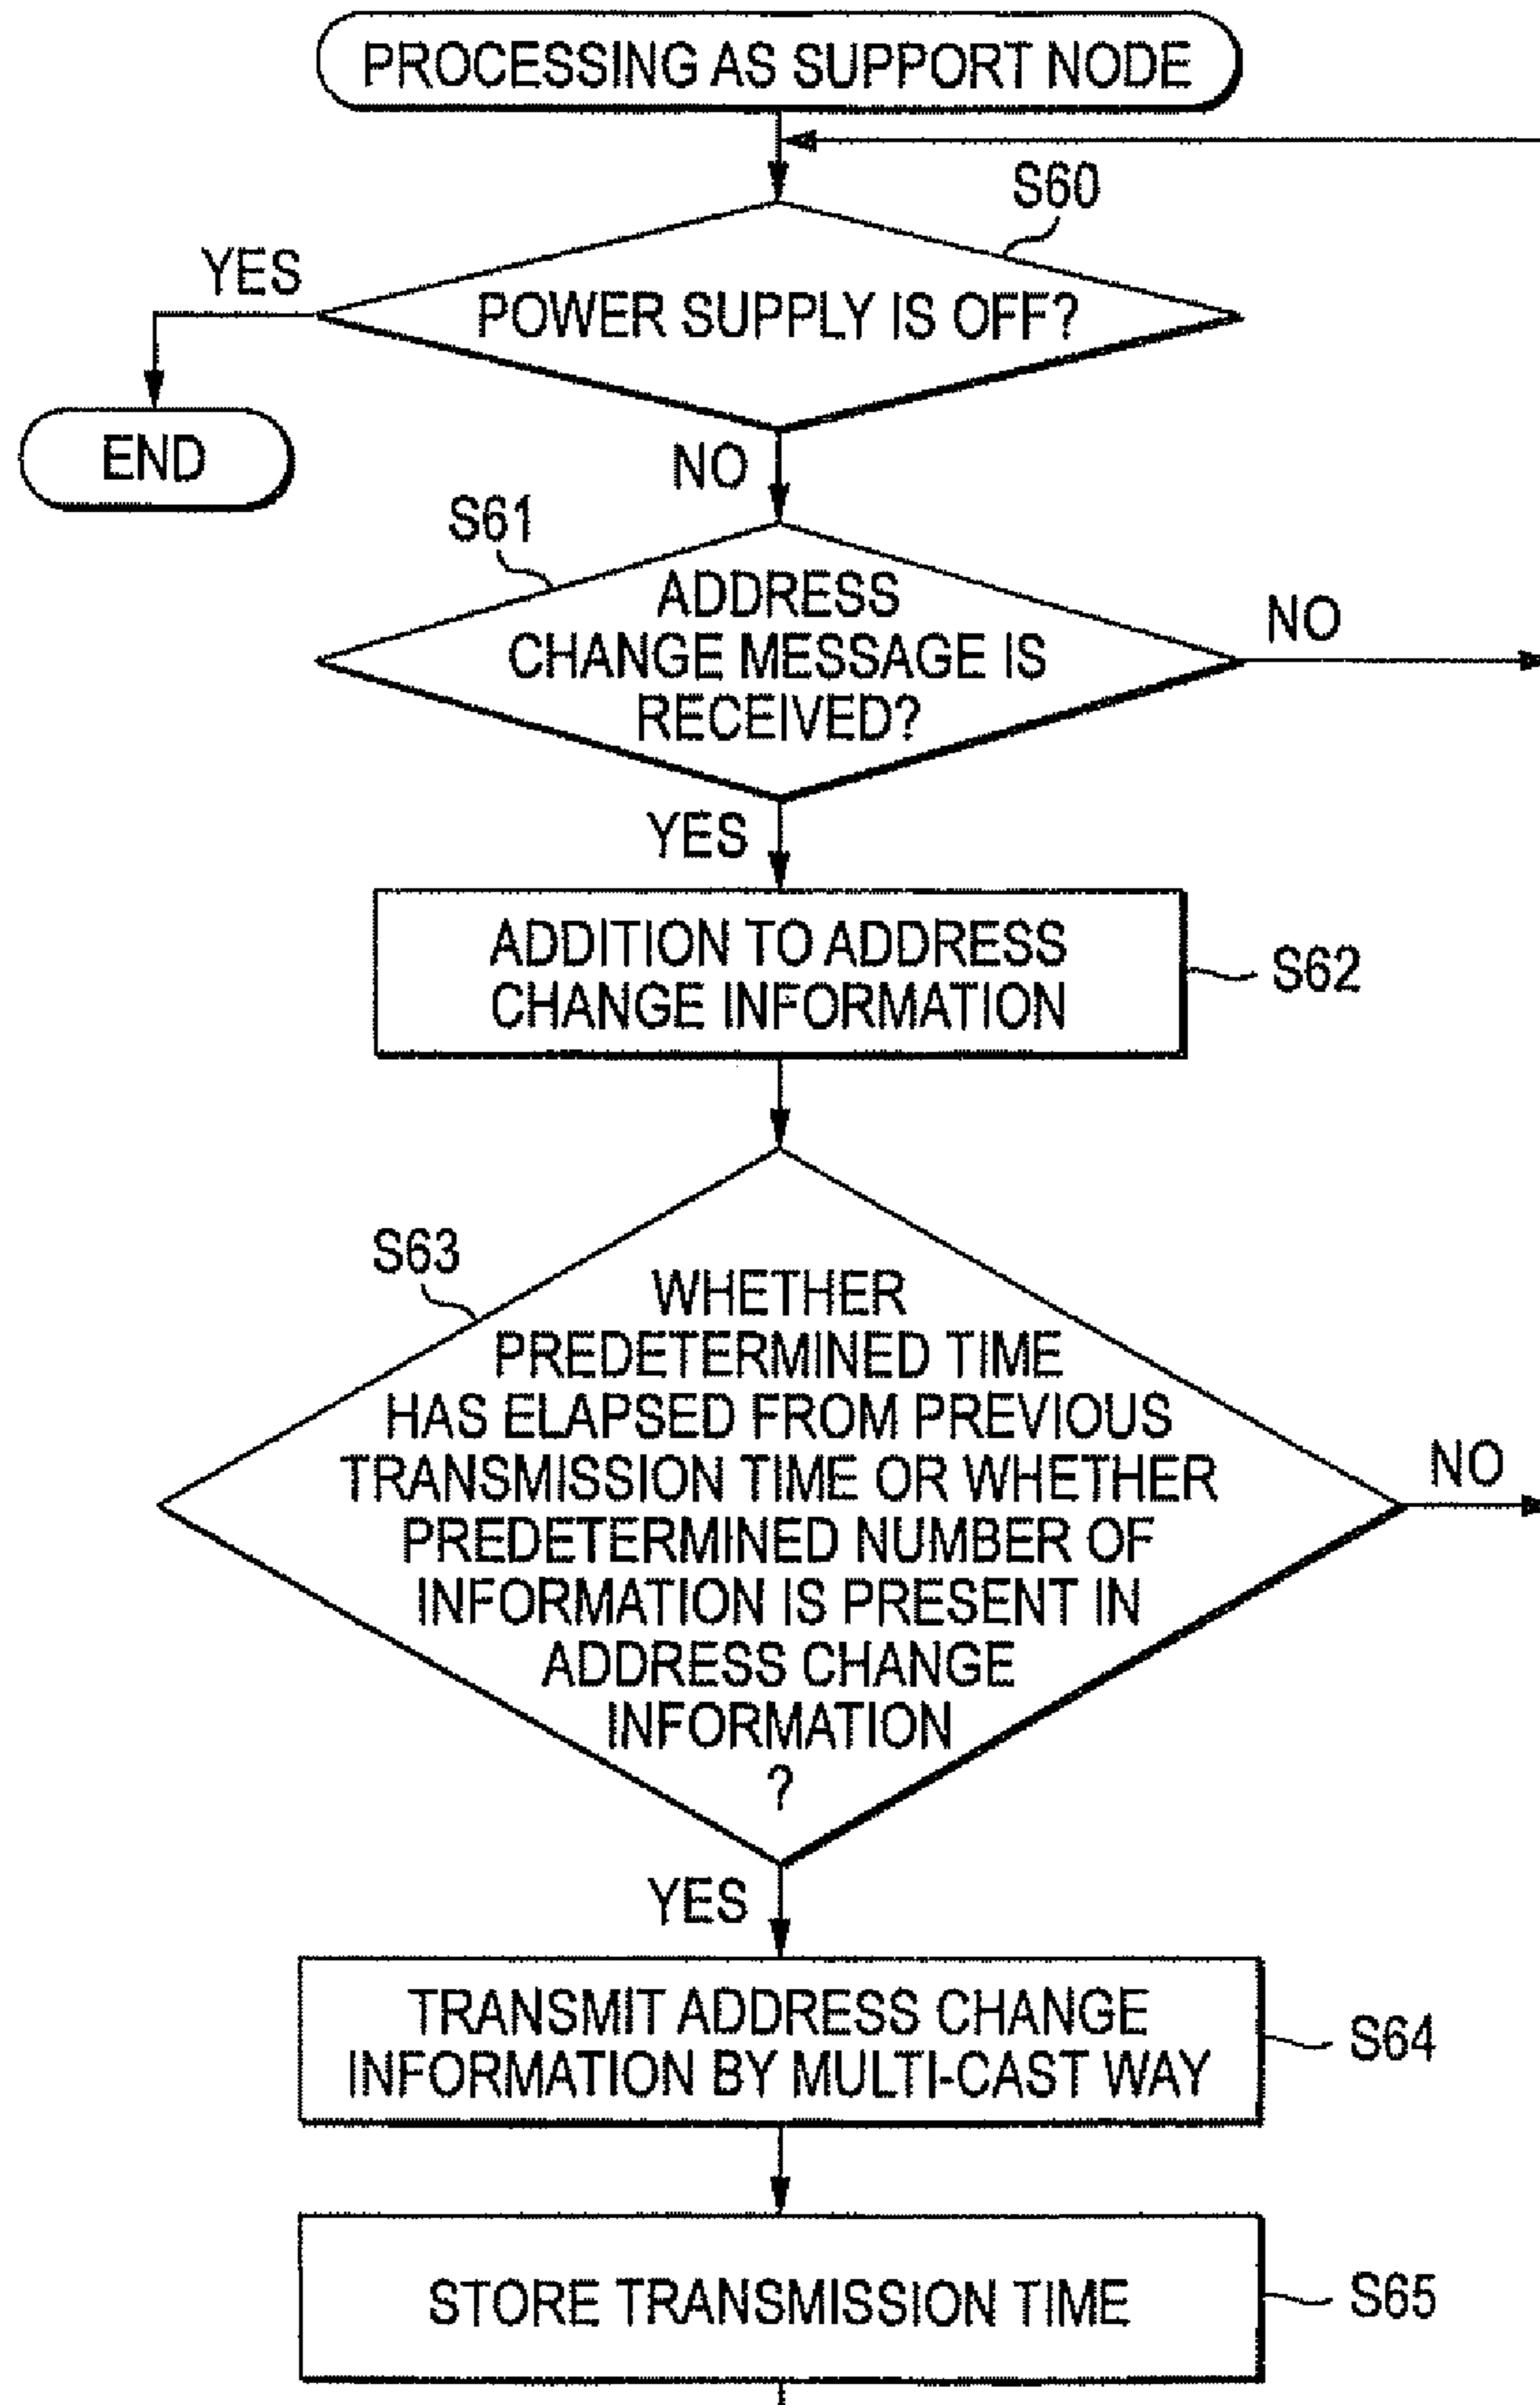 PROCESSING AS SUPPORT NODE
S60
YES
POWER SUPPLY IS OFF?
END
NO
S61
ADDRESS
CHANGE MESSAGE IS
RECEIVED?
NO
YES
ADDITION TO ADDRESS
CHANGE INFORMATION
S62
S63
WHETHER
PREDETERMINED TIME
HAS ELAPSED FROM PREVIOUS
TRANSMISSION TIME OR WHETHER
PREDETERMINED NUMBER OF
INFORMATION IS PRESENT IN
ADDRESS CHANGE
INFORMATION
?
NO
YES
TRANSMIT ADDRESS CHANGE
INFORMATION BY MULTI-CAST WAY
S64
STORE TRANSMISSION TIME
S65